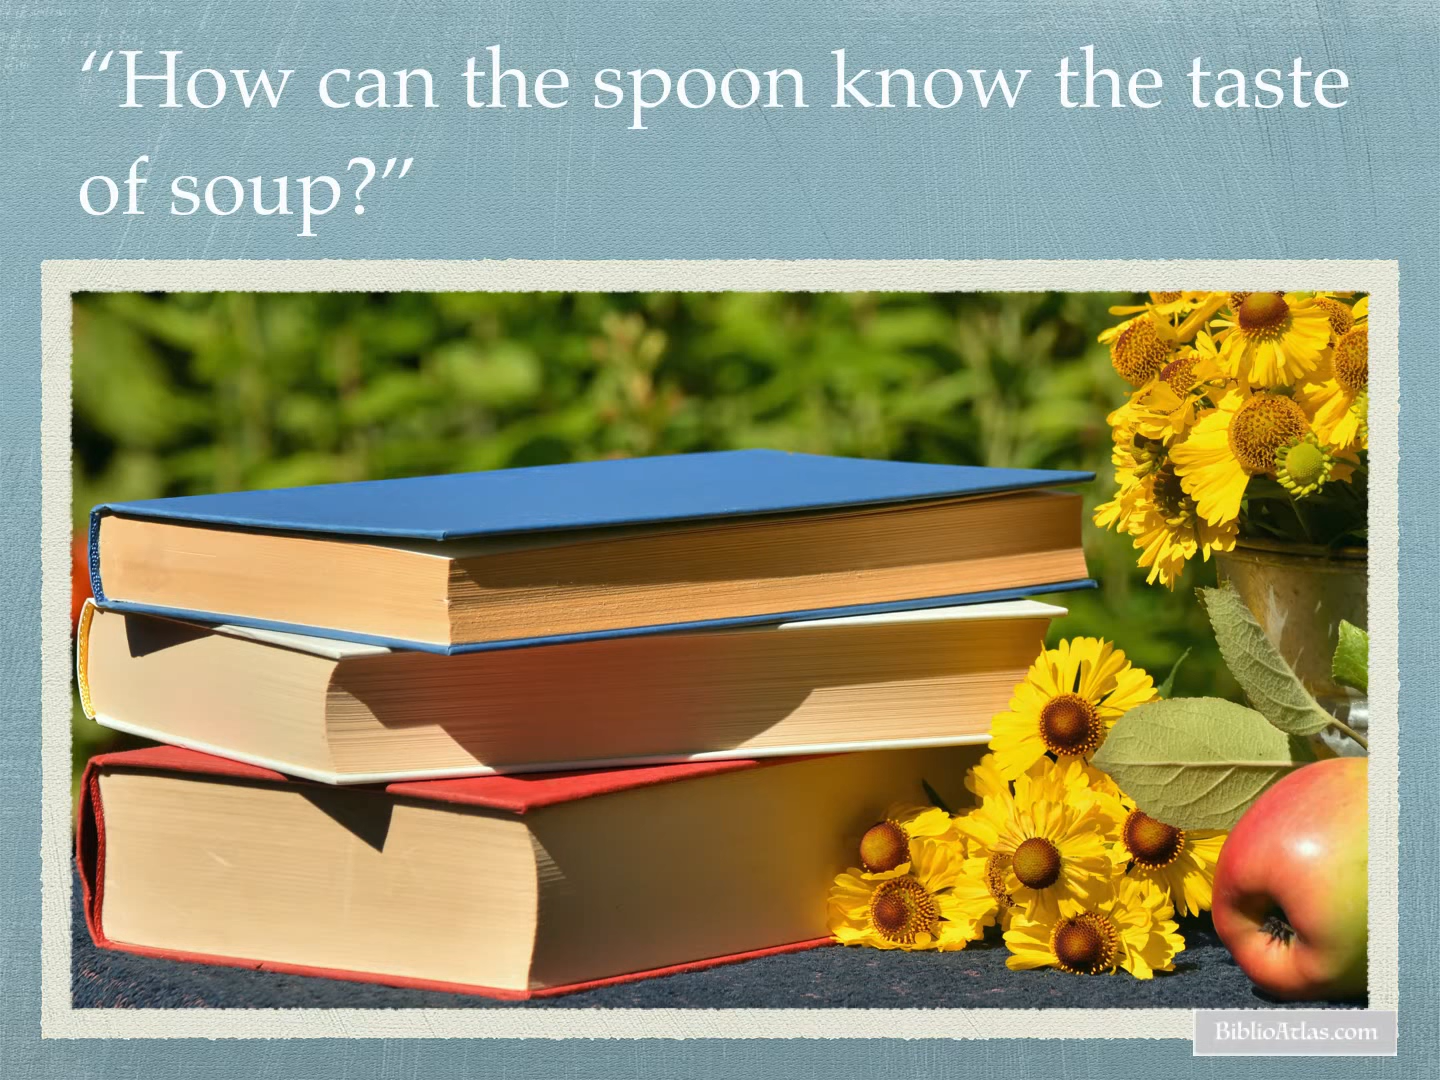 “How can the spoon know the taste
of soup?”
BiblioAtlas.com